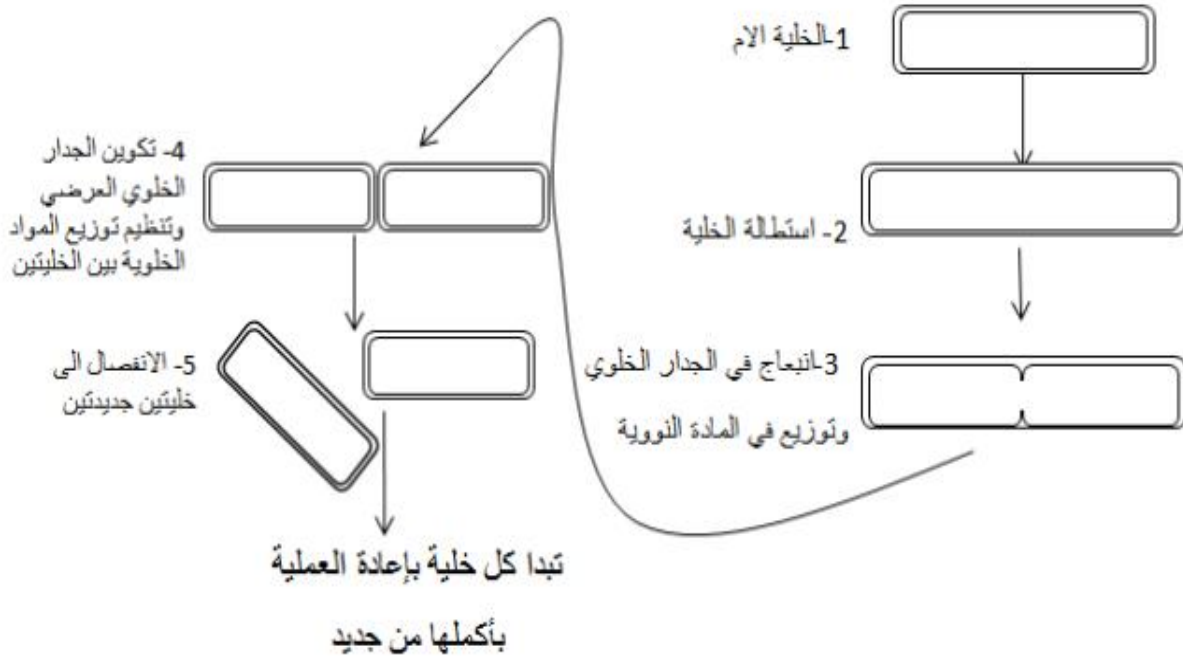 1-الخلية الام
2- استطالة الخلية
3-انبعاج في الجدار الخلوي
وتوزيع في المادة النووية
4- تكوين الجدار
الخلوي العرضي
وتنظيم توزيع المواد
الخلوية بين الخليتين
5- الانفصال الى
خليتين جديدتين
تبدا كل خلية بإعادة العملية
بأكملها من جديد